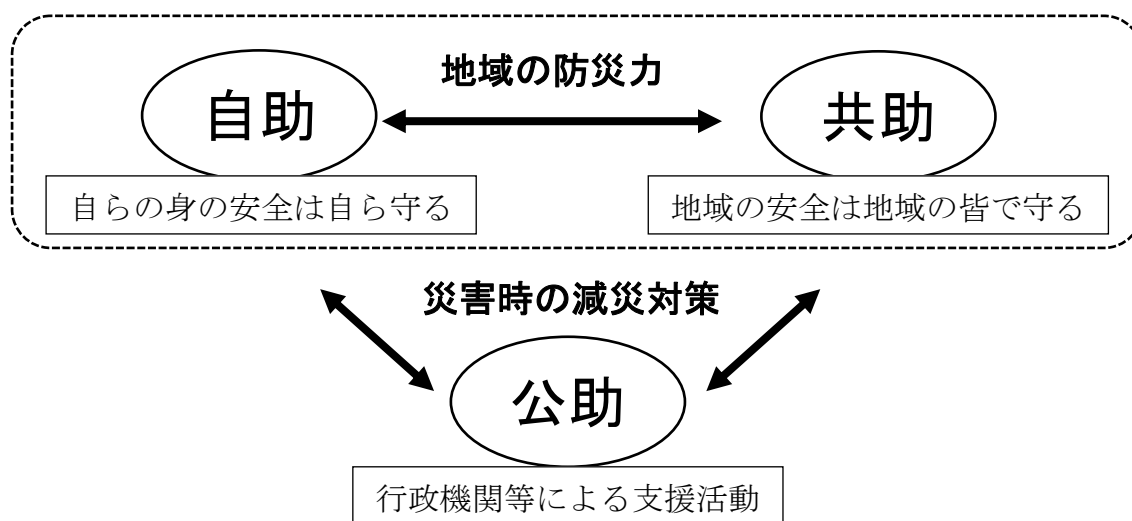 地域の防災力
自助
共助
自らの身の安全は自ら守る
地域の安全は地域の皆で守る
災害時の減災対策
公助
行政機関等による支援活動